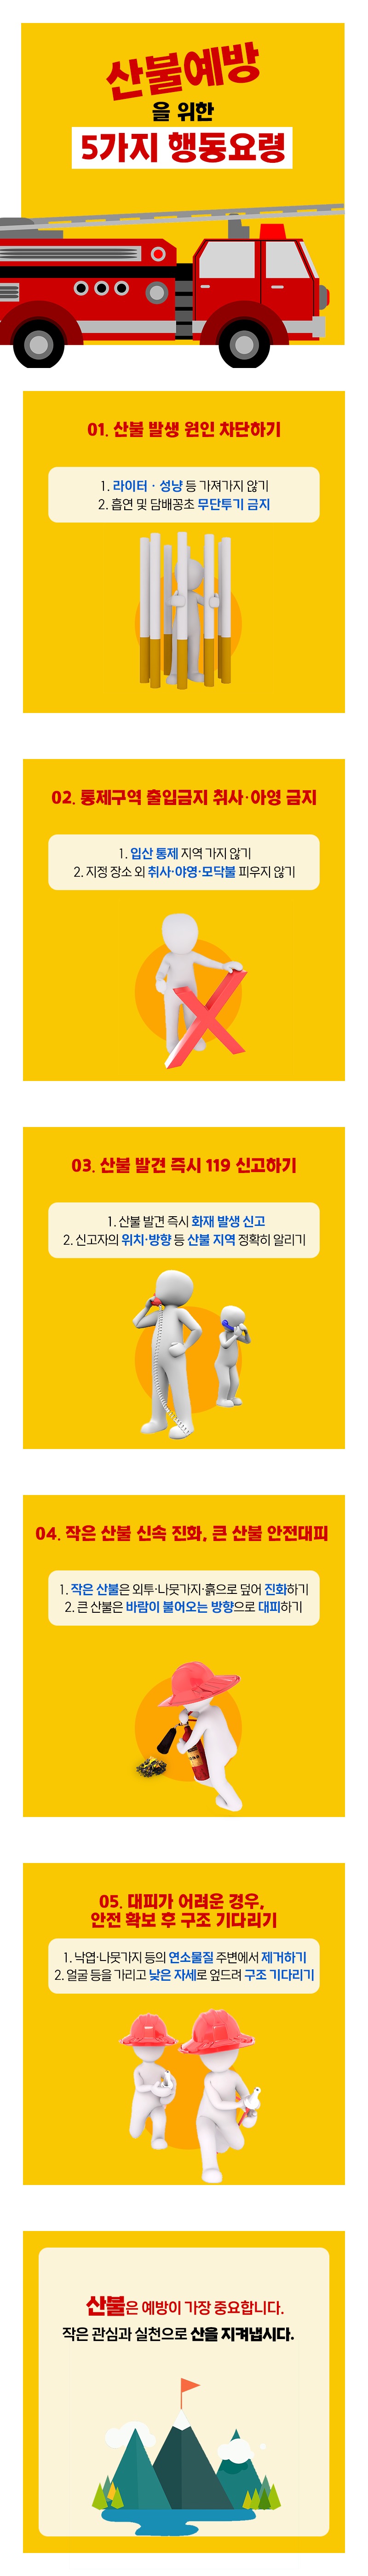 산불예방
을 위한
5가지 행동요령
01. 산불 발생 원인 차단하기
1. 라이터 · 성냥 등 가져가지 않기
2. 흡연 및 담배꽁초 무단투기 금지
02. 통제구역 출입금지 취사·야영 금지
1. 입산 통제 지역 가지 않기
2. 지정 장소 외 취사·야영·모닥불 피우지 않기
03. 산불 발견 즉시 119 신고하기
1. 산불 발견 즉시 화재 발생 신고
2. 신고자의 위치·방향 등 산불 지역 정확히 알리기
04. 작은 산불 신속 진화, 큰 산불 안전대피
1. 작은 산불은 외투·나뭇가지·흙으로 덮어 진화하기
2. 큰 산불은 바람이 불어오는 방향으로 대피하기
05. 대피가 어려운 경우,
안전 확보 후 구조 기다리기
1. 낙엽·나뭇가지 등의 연소물질 주변에서 제거하기
2. 얼굴 등을 가리고 낮은 자세로 엎드려 구조 기다리기
산불은 예방이 가장 중요합니다.
작은 관심과 실천으로 산을 지켜냅시다.